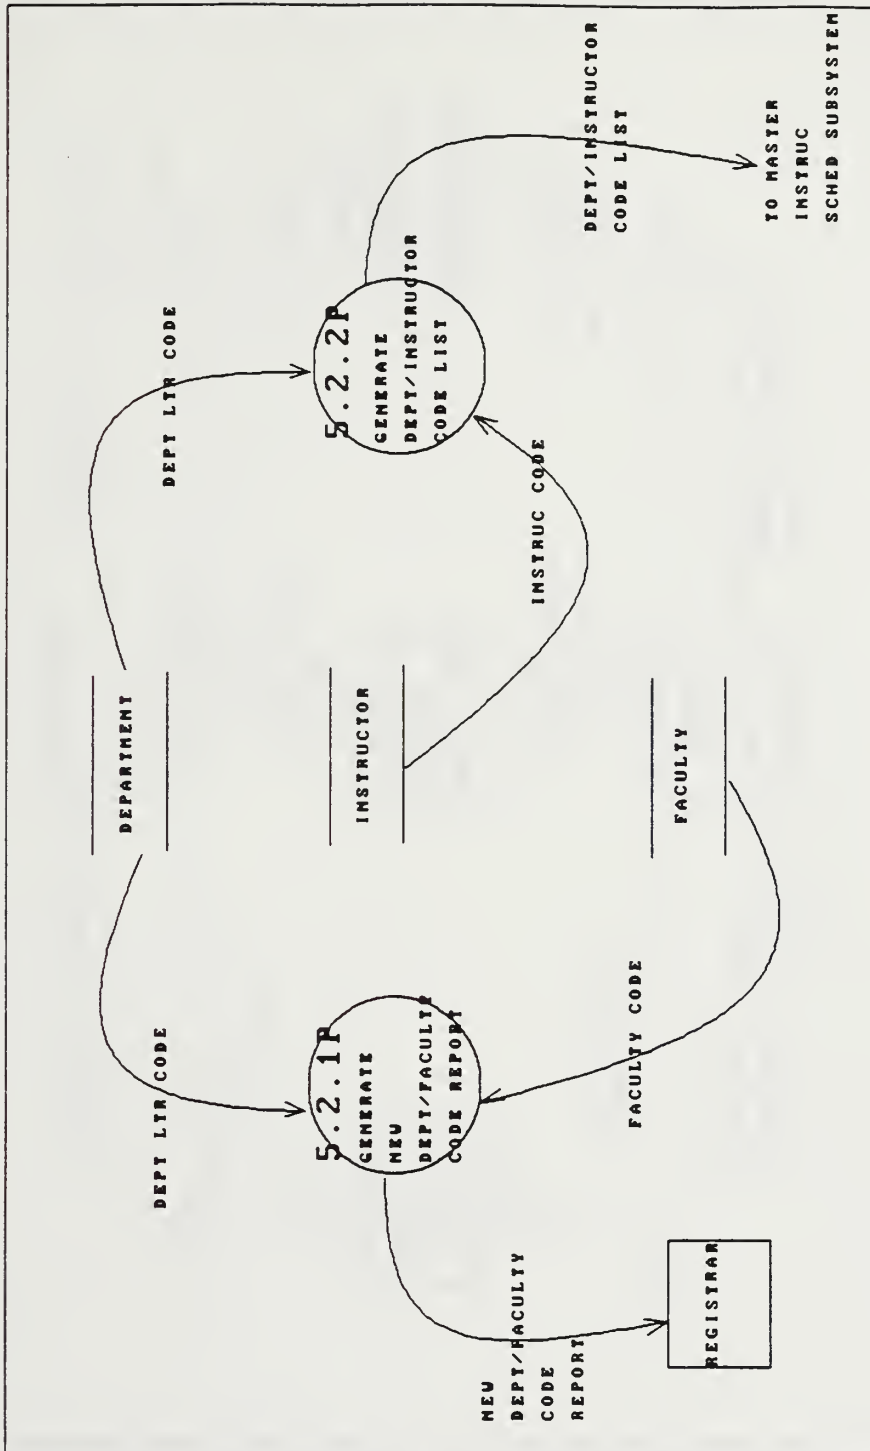 DEPT LTR CODE
DEPARTMENT
DEPT LTR CODE
5.2.1P
GENERATE
NEW
DEPT/FACULTY
CODE REPORT
INSTRUCTOR
5.2.2P
GENERATE
DEPT/INSTRUCTOR
CODE LIST
NEW
DEPT/FACULTY
CODE
REPORT
INSTRUC CODE
DEPT/INSTRUCTOR
CODE LIST
FACULTY CODE
FACULTY
REGISTRAR
TO MASTER
INSTRUC
SCHED SUBSYSTEM